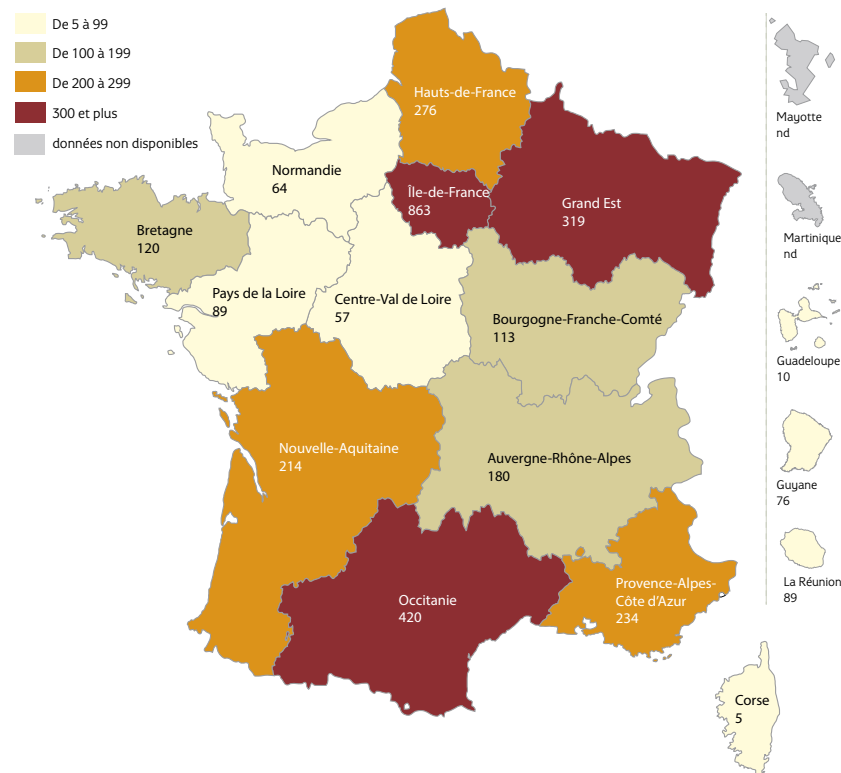 De 5 à 99
De 100 à 199
De 200 à 299
300 et plus
données non disponibles
Hauts-de-France
276
Normandie
64
Île-de-France
863
Grand Est
319
Bretagne
120
Pays de la Loire
89
Centre-Val de Loire
57
Bourgogne-Franche-Comté
113
Nouvelle-Aquitaine
214
Auvergne-Rhône-Alpes
180
Occitanie
420
Provence-Alpes-
Côte d'Azur
234
Corse
5
Mayotte
nd
Martinique
nd
Guadeloupe
10
Guyane
76
La Réunion
89